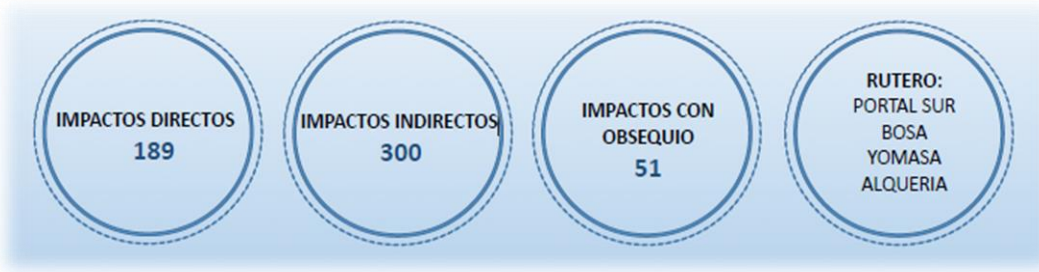 IMPACTOS DIRECTOS
189
IMPACTOS INDIRECTOS
300
IMPACTOS CON
OBSEQUIO
51
RUTERO:
PORTAL SUR
BOSA
YOMASA
ALQUERIA